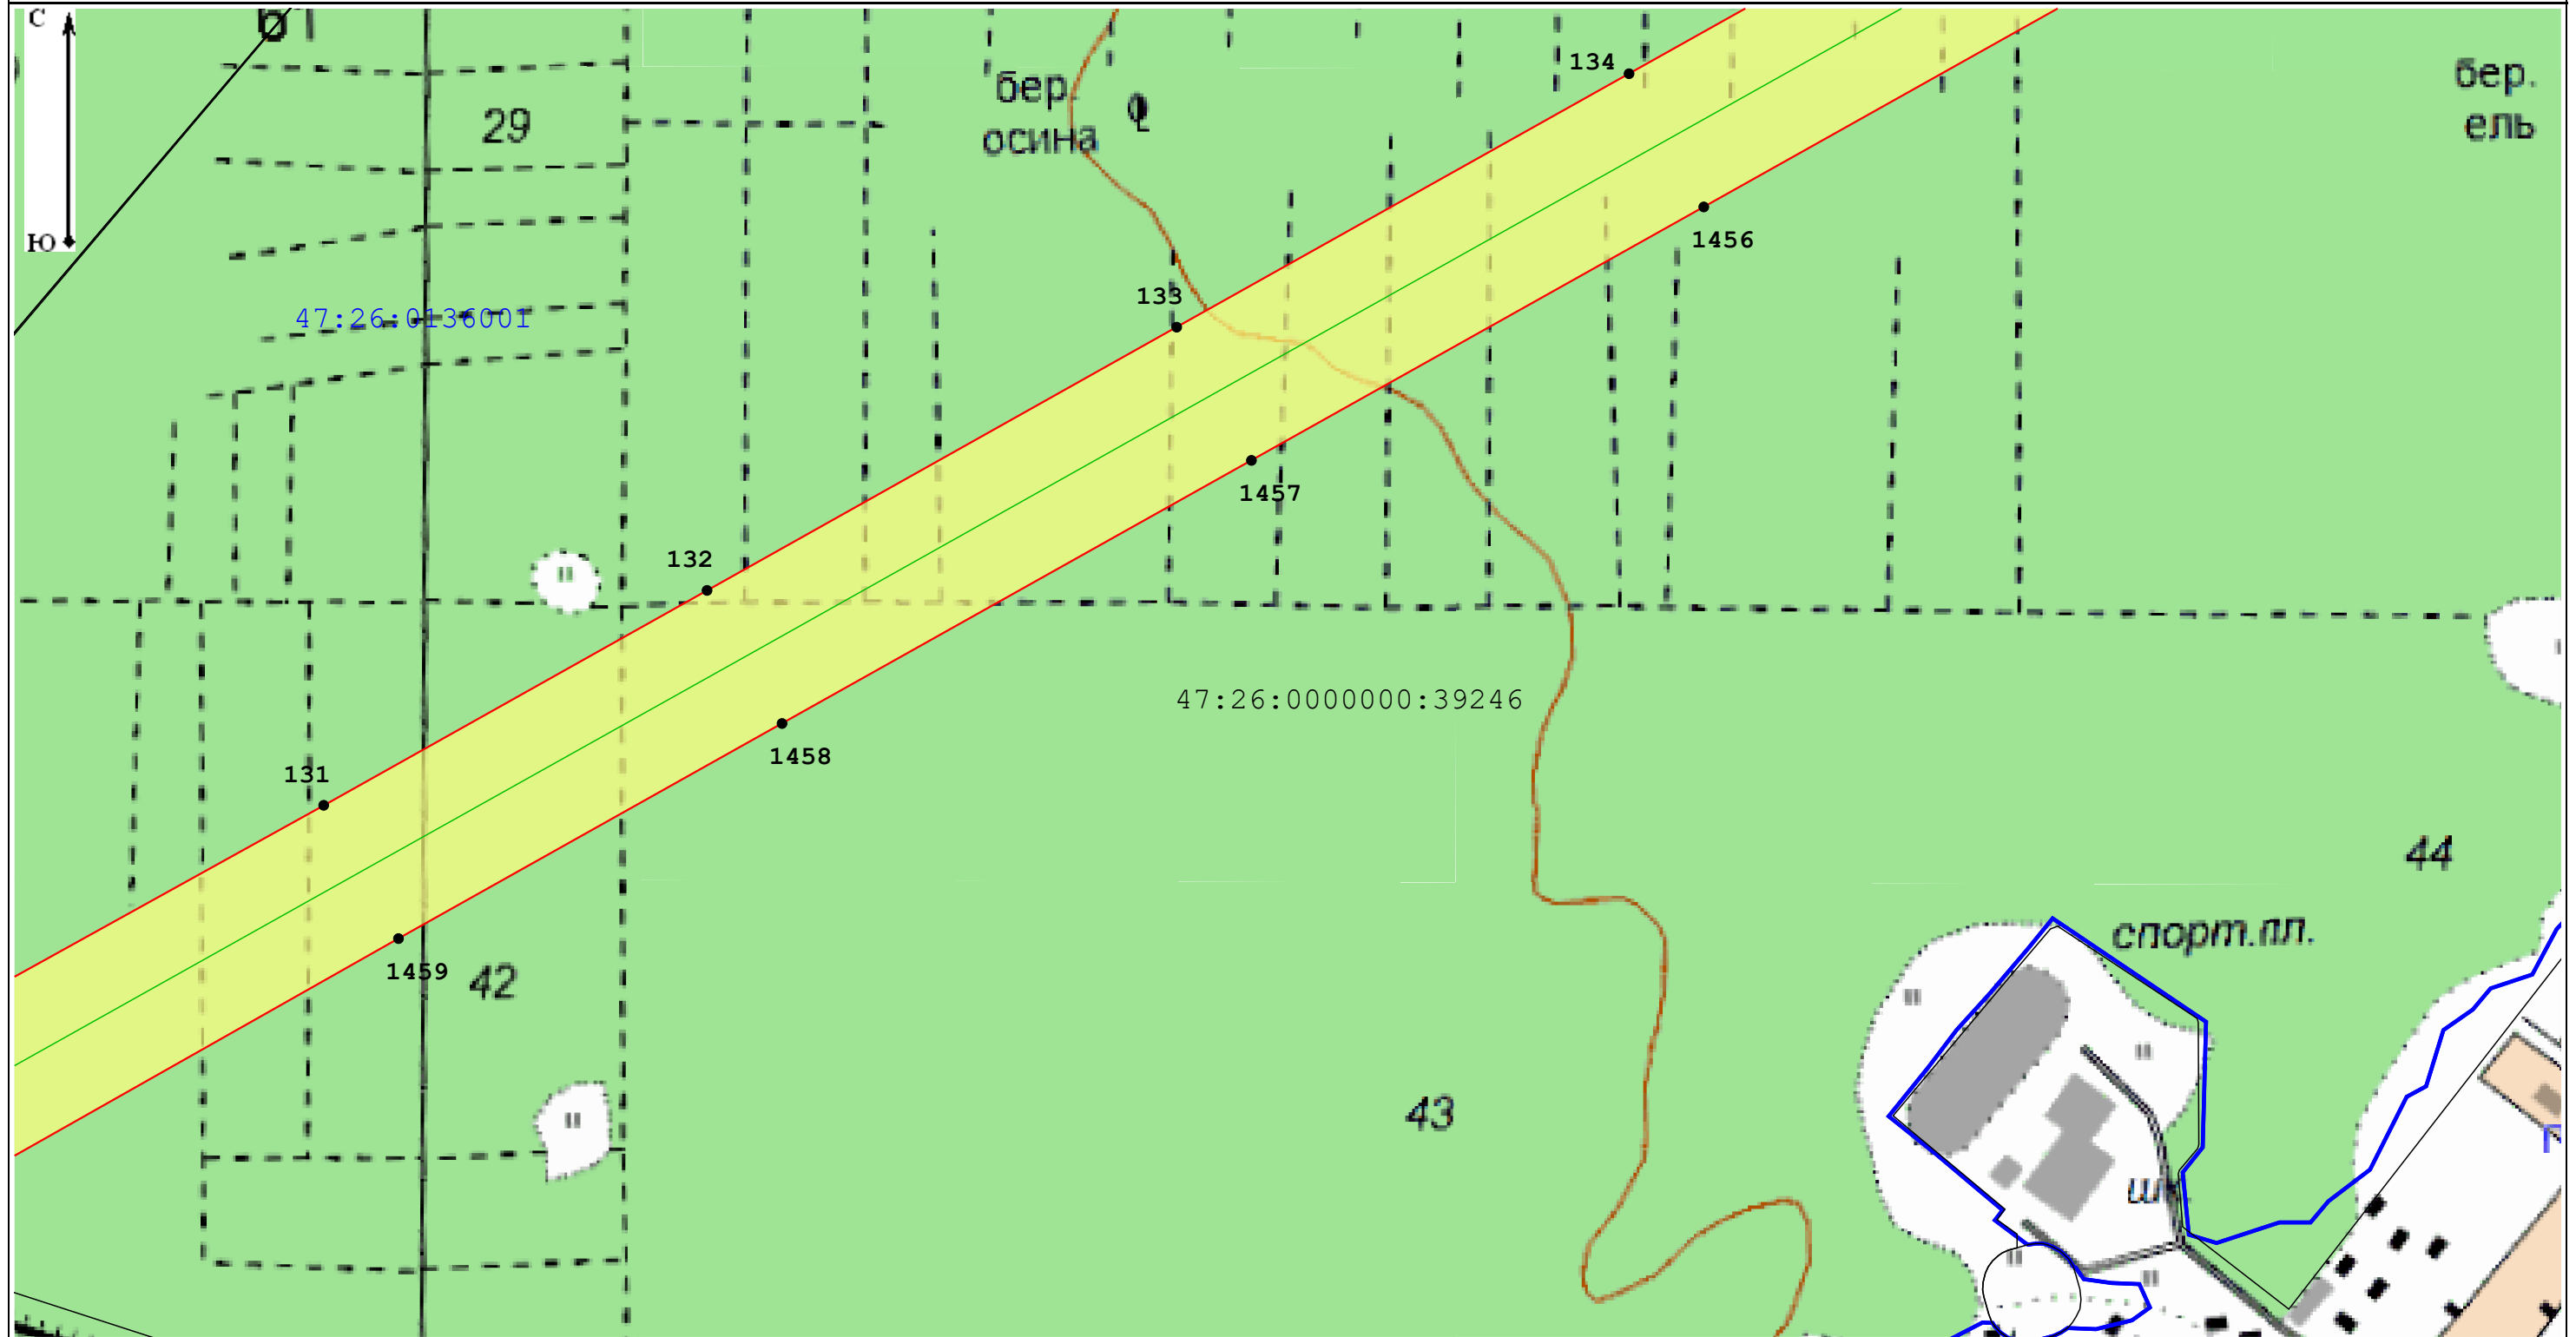 С
134
бер.
бер.
29
осина
ель
Ю
1456
133
47:26:0136001
1457
132
47:26:0000000:39246
1458
131
44
спорт.пл.
1459
42
43